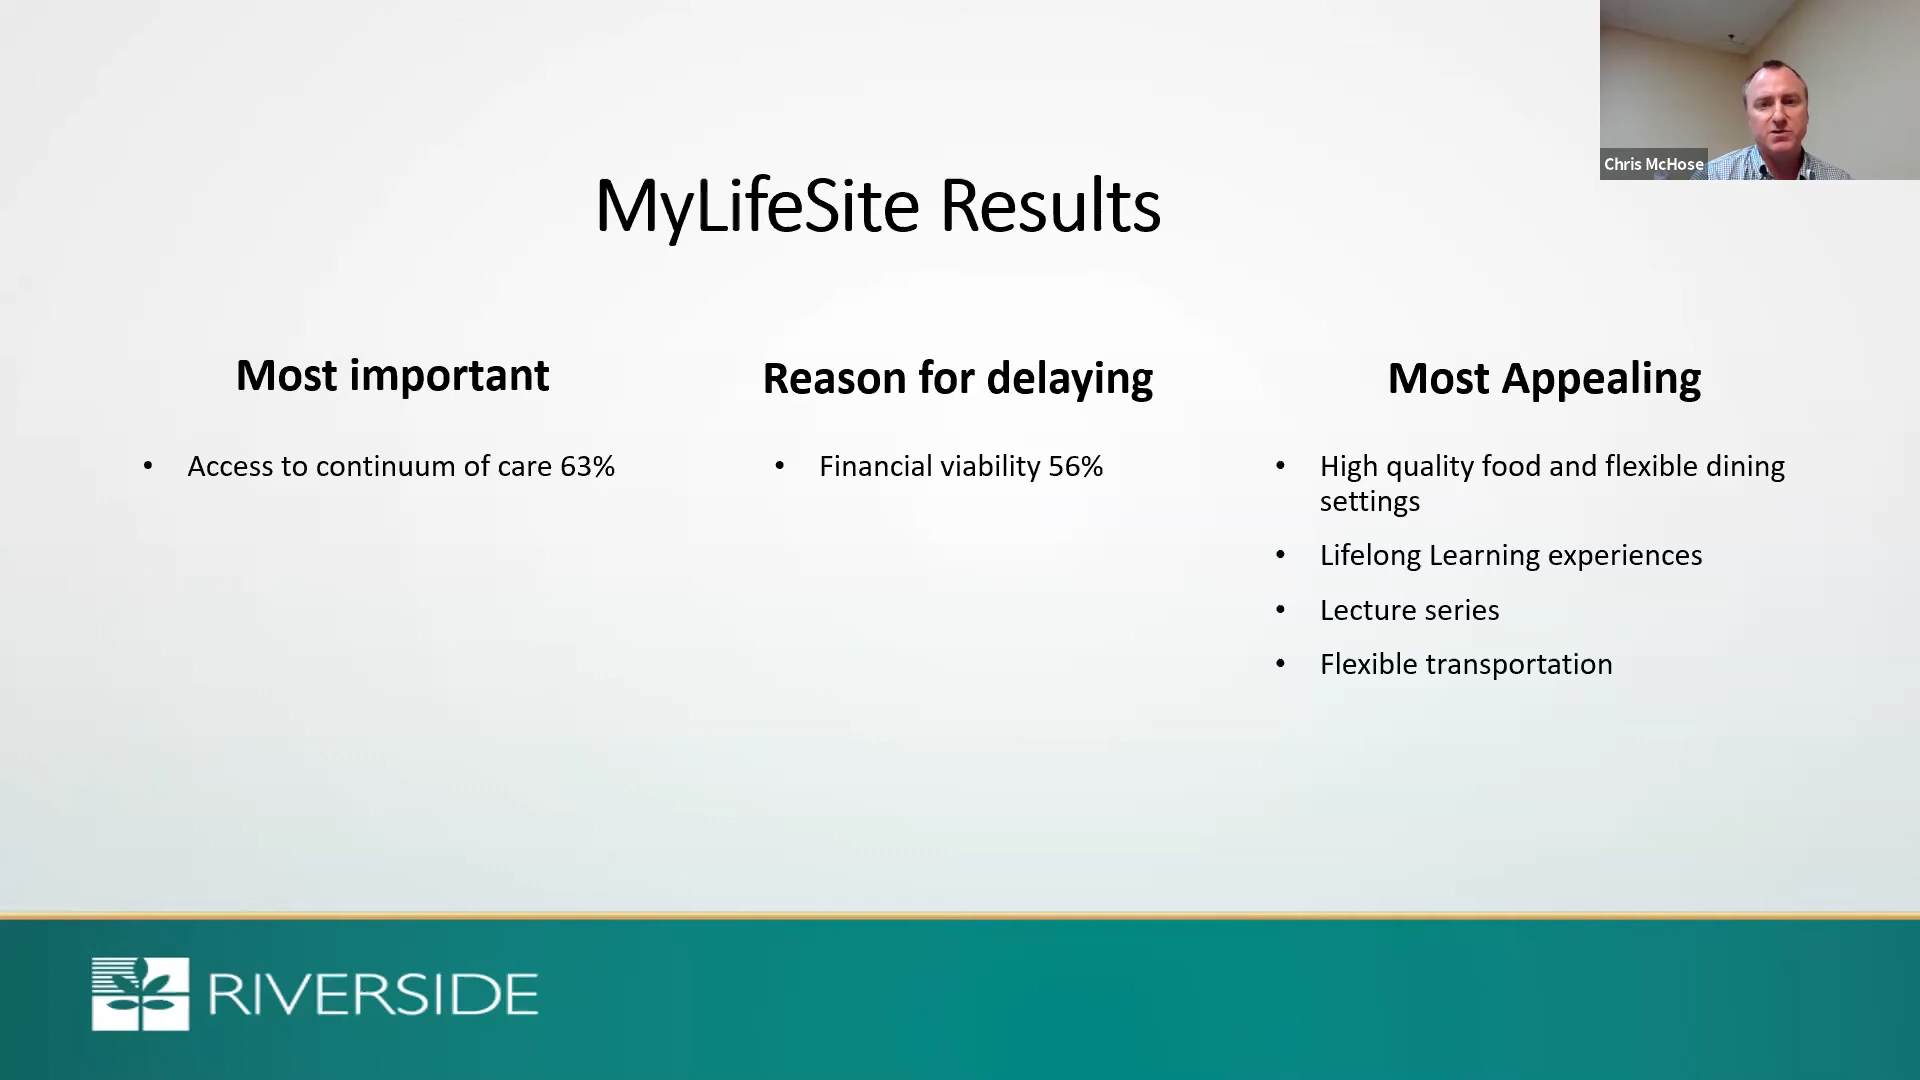 Chris McHose
MyLifeSite Results
Most important
• Access to continuum of care 63%
Reason for delaying
• Financial viability 56%
Most Appealing
• High quality food and flexible dining
settings
• Lifelong Learning experiences
• Lecture series
• Flexible transportation
RIVERSIDE